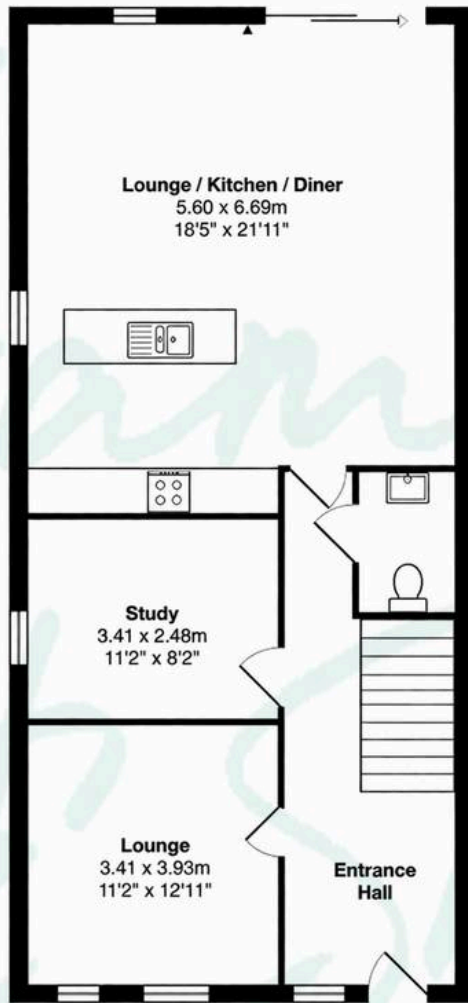 Lounge / Kitchen / Diner
5.60 x 6.69m
18'5" x 21'11"
Study
3.41 x 2.48m
11'2" x 8'2"
Lounge
3.41 x 3.93m
11'2" x 12'11"
Entrance
Hall